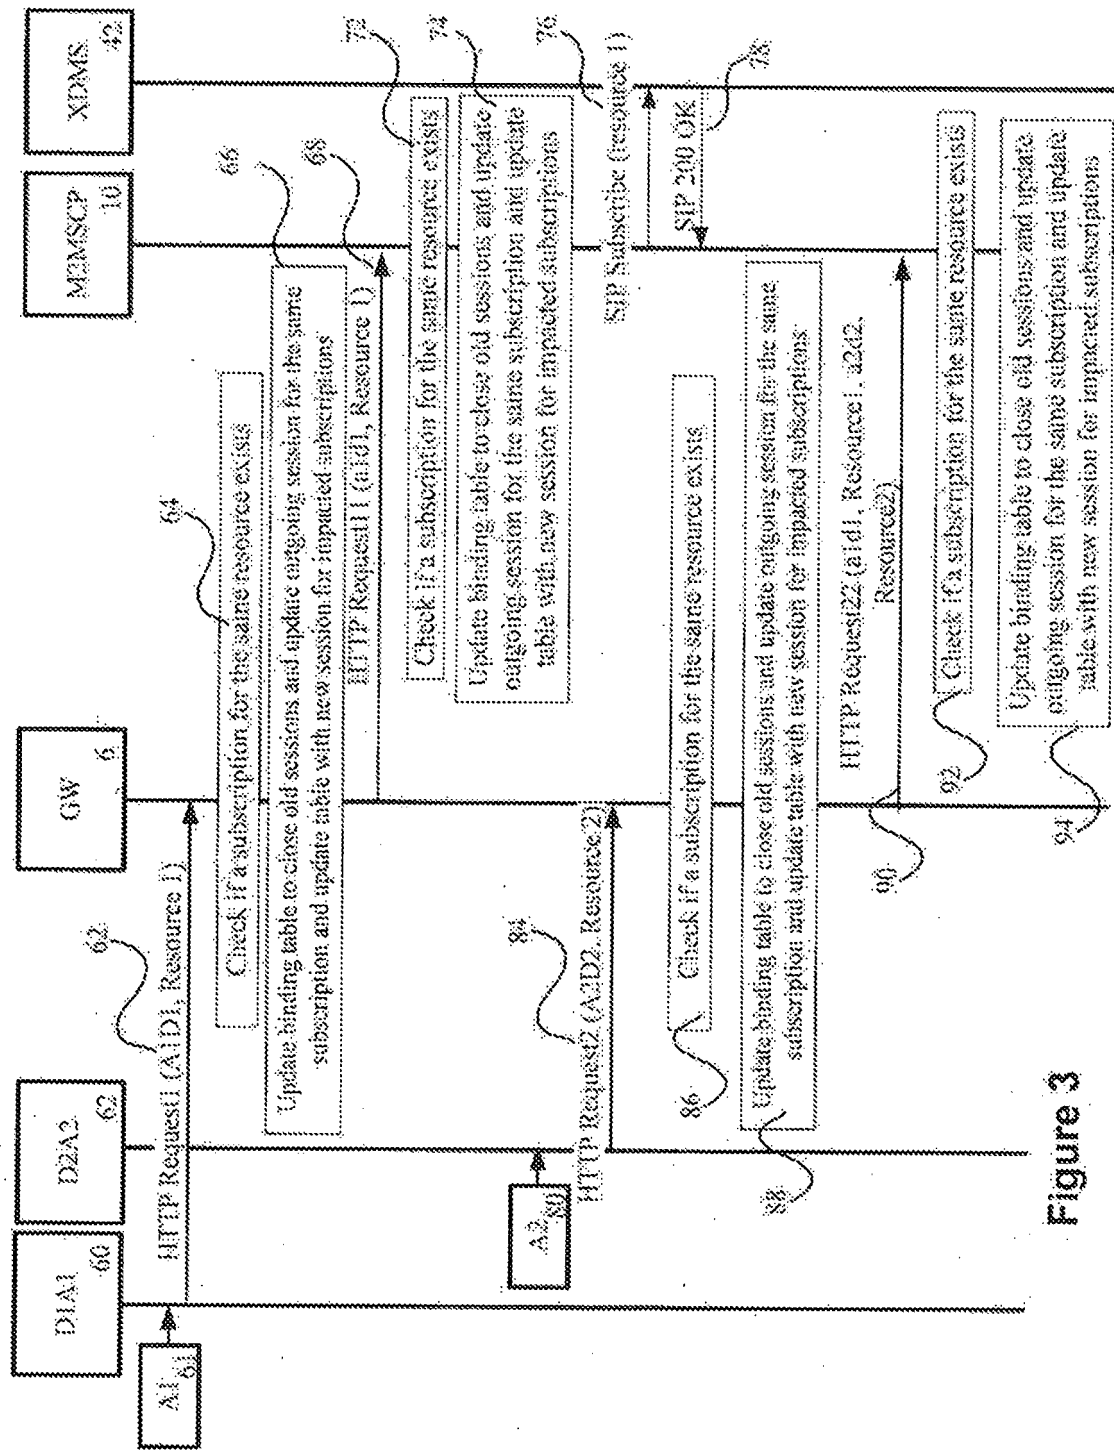 D1A1
60
D2A2
62
GW
6
M2MSCP
10
XDMS
42
A1
61
HTTP Request1 (A1D1, Resource 1)
62
Check if a subscription for the same resource exists
64
Update binding table to close old sessions and update outgoing session for the same
subscription and update table with new session for impacted subscriptions
66
HTTP Request11 (a1d1, Resource 1)
68
Check if a subscription for the same resource exists
72
Update binding table to close old sessions and update
outgoing session for the same subscription and update
table with new session for impacted subscriptions
74
SIP Subscribe (resource 1)
76
SIP 200 OK
78
A2
80
HTTP Request2 (A2D2, Resource 2)
84
Check if a subscription for the same resource exists
86
Update binding table to close old sessions and update outgoing session for the same
subscription and update table with new session for impacted subscriptions
88
HTTP Request22 (a1d1, Resource1, a2d2,
Resource2)
90
Check if a subscription for the same resource exists
92
Update binding table to close old sessions and update
outgoing session for the same subscription and update
table with new session for impacted subscriptions
94
Figure 3